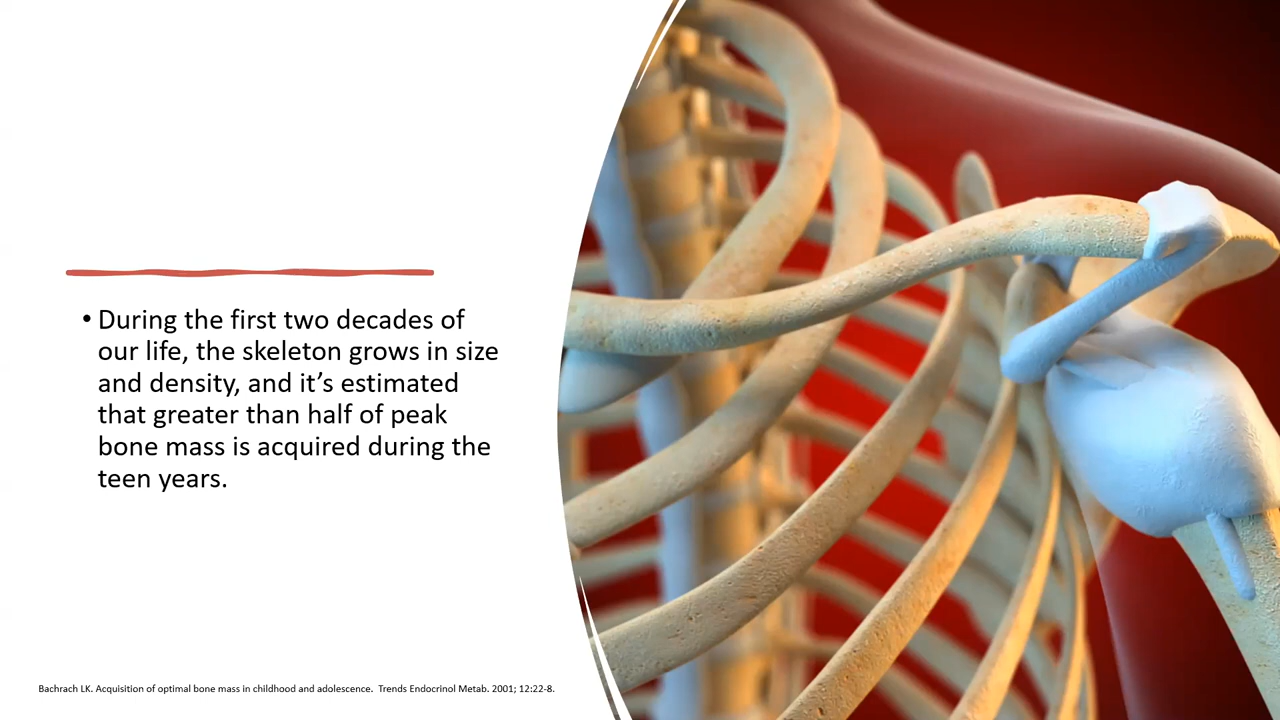 • During the first two decades of
our life, the skeleton grows in size
and density, and it’s estimated
that greater than half of peak
bone mass is acquired during the
teen years.
Bachrach LK. Acquisition of optimal bone mass in childhood and adolescence.  Trends Endocrinol Metab. 2001; 12:22-8.